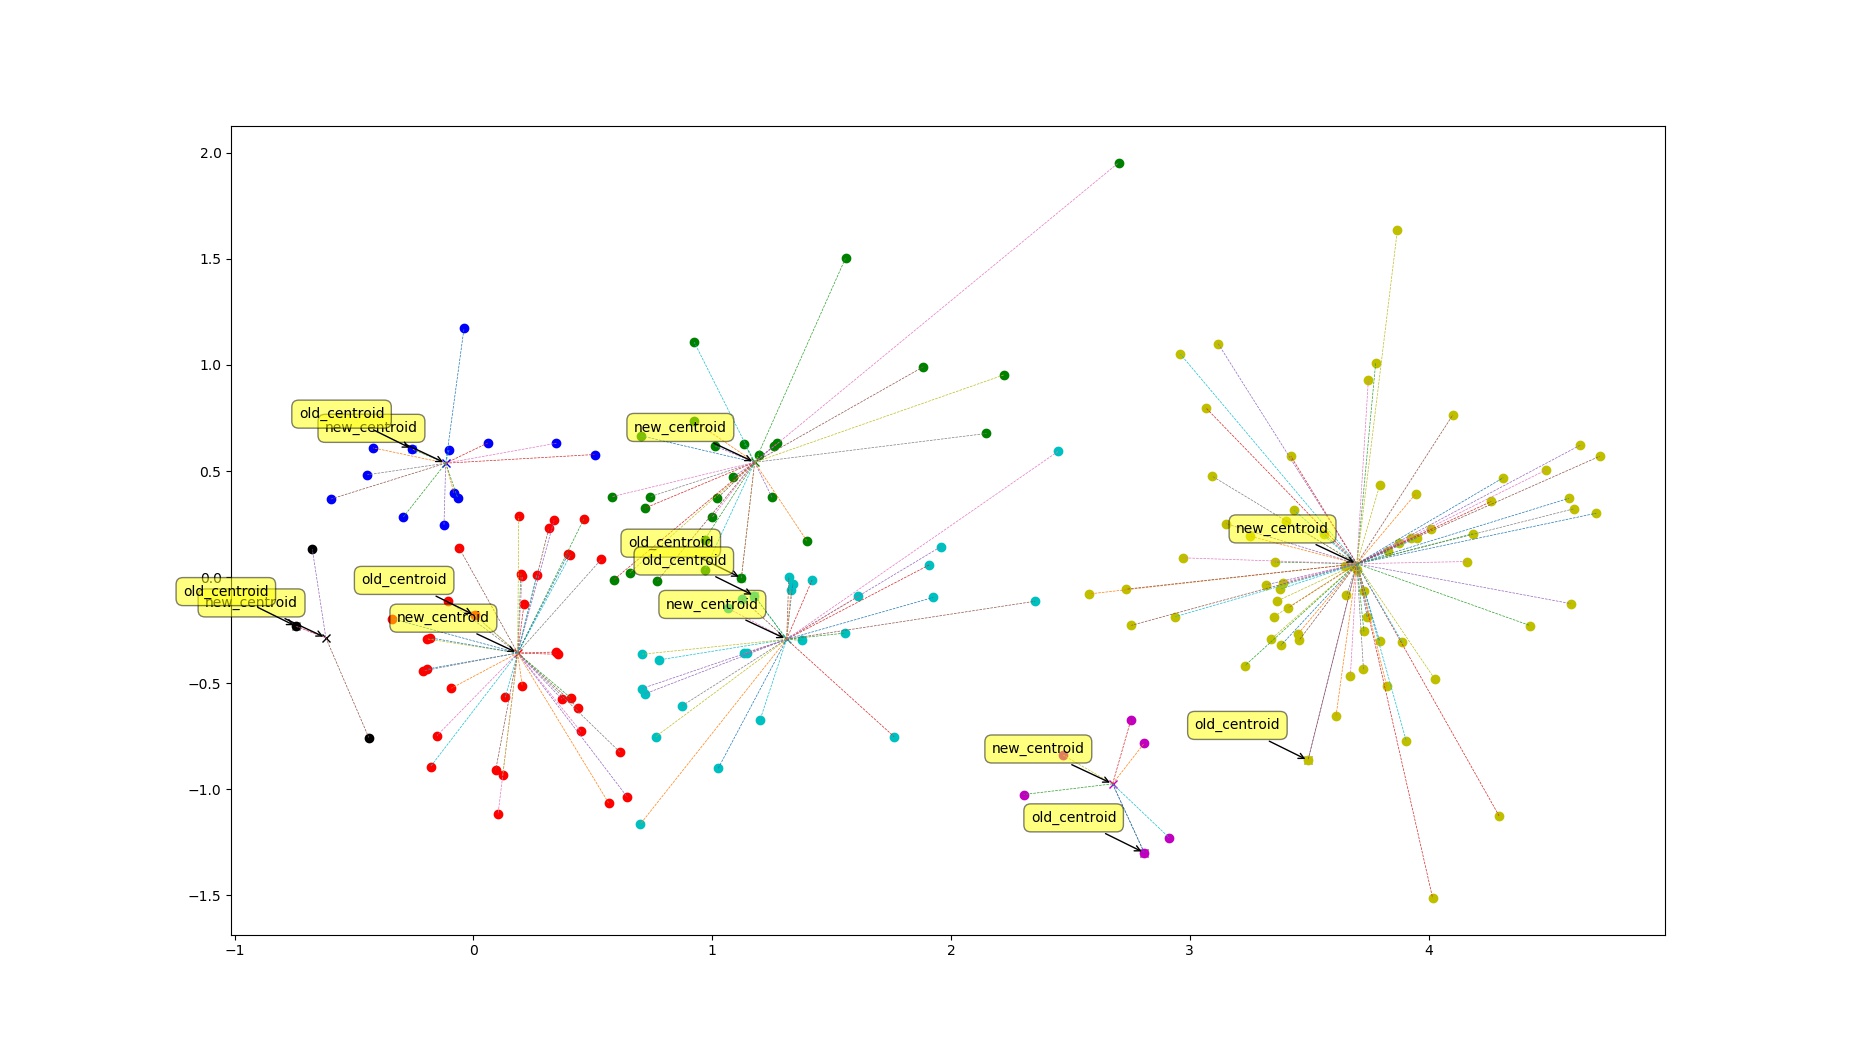 2.0
1.5
1.0
old_centroid
new_centroid
new_centroid
0.5
new_centroid
old_centroid
old_centroid
old_centroid
0.0
old_centroid
new_centroid
new_centroid
new_centroid
−0.5
old_centroid
new_centroid
old_centroid
−1.0
−1.5
−1
0
1
2
3
4